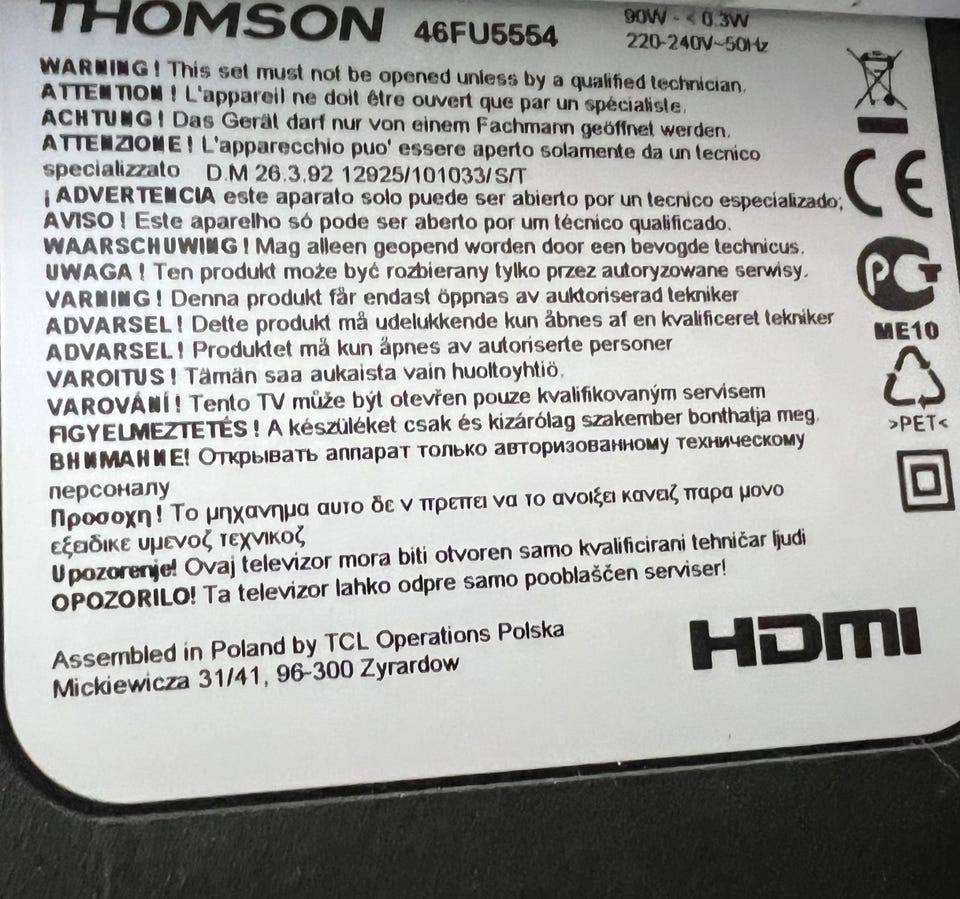 THOMSON 46FU5554
90W - < 0.3W
220-240V~50Hz
WARNING! This set must not be opened unless by a qualified technician.
ATTENTION ! L'appareil ne doit être ouvert que par un spécialiste.
ACHTUNG! Das Gerät darf nur von einem Fachmann geöffnet werden.
ATTENZIONE! L'apparecchio puo' essere aperto solamente da un tecnico
specializzato D.M 26.3.92 12925/101033/S/T
¡ADVERTENCIA este aparato solo puede ser abierto por un tecnico especializado;
AVISO! Este aparelho só pode ser aberto por um técnico qualificado.
WAARSCHUWING! Mag alleen geopend worden door een bevogde technicus.
UWAGA ! Ten produkt może być rozbierany tylko przez autoryzowane serwisy.
VARNING! Denna produkt får endast öppnas av auktoriserad tekniker
ADVARSEL! Dette produkt må udelukkende kun åbnes af en kvalificeret tekniker
ADVARSEL! Produktet må kun åpnes av autoriserte personer
VAROITUS! Tämän saa aukaista vain huoltoyhtiö.
VAROVÁNÍ! Tento TV může být otevřen pouze kvalifikovaným servisem
FIGYELMEZTETÉS! A készüléket csak és kizárólag szakember bonthatja meg.
ВНИМАНИЕ! Открывать аппарат только авторизованному техническому
персоналу
Προσοχη! Το μηχανημα αυτο δε ν πρεπει να το ανοιξει κανειζ παρα μονο
εξειδικε υμενοζ τεχνικοζ
Upozorenje! Ovaj televizor mora biti otvoren samo kvalificirani tehničar ljudi
OPOZORILO! Ta televizor lahko odpre samo pooblaščen serviser!
Assembled in Poland by TCL Operations Polska
Mickiewicza 31/41, 96-300 Zyrardow
CE
PG
ME10
>PET<
HDMI